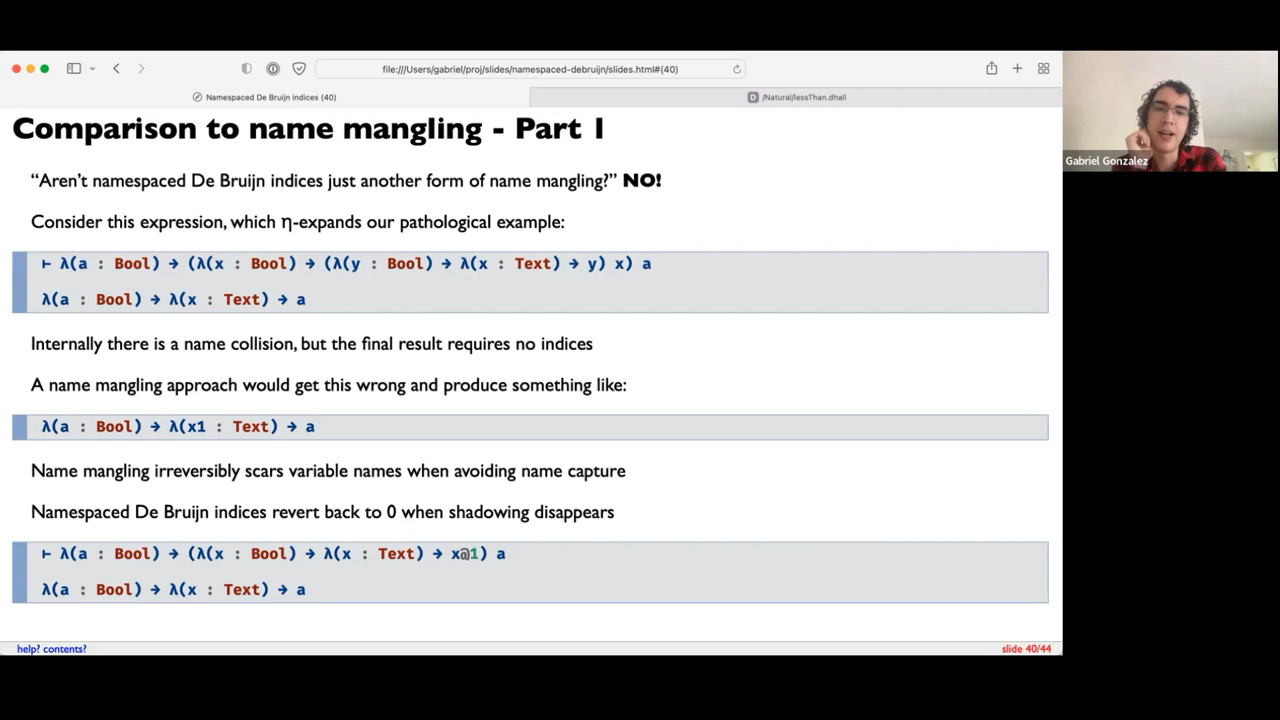 file:///Users/gabriel/proj/slides/namespaced-debruijn/slides.html#(40)
Namespaced De Bruijn indices (40)
D /Natural/lessThan.dhall
Comparison to name mangling - Part 1
“Aren’t namespaced De Bruijn indices just another form of name mangling?” NO!
Consider this expression, which η-expands our pathological example:
⊢ λ(a : Bool) → (λ(x : Bool) → (λ(y : Bool) → λ(x : Text) → y) x) a
λ(a : Bool) → λ(x : Text) → a
Internally there is a name collision, but the final result requires no indices
A name mangling approach would get this wrong and produce something like:
λ(a : Bool) → λ(x1 : Text) → a
Name mangling irreversibly scars variable names when avoiding name capture
Namespaced De Bruijn indices revert back to 0 when shadowing disappears
⊢ λ(a : Bool) → (λ(x : Bool) → λ(x : Text) → x@1) a
λ(a : Bool) → λ(x : Text) → a
help? contents?
slide 40/44
Gabriel Gonzalez